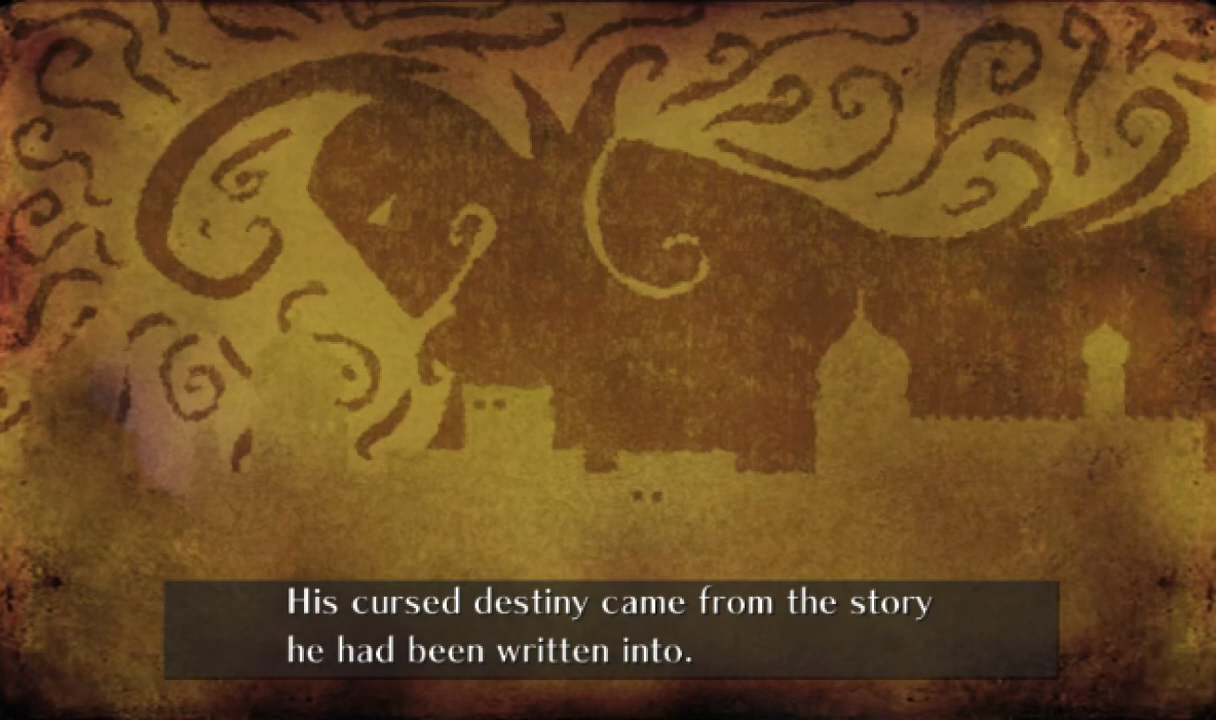 His cursed destiny came from the story
he had been written into.